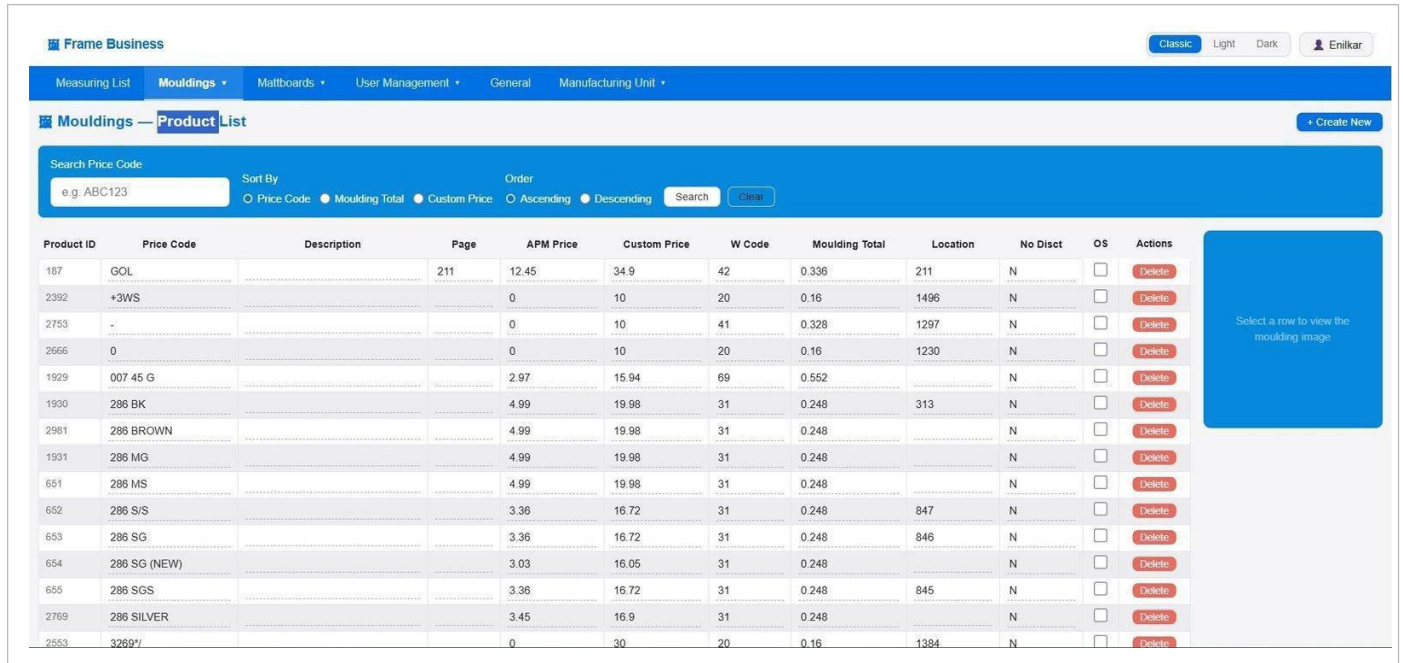 Frame Business
Classic Light Dark Enilkar
Measuring List Mouldings Mattboards User Management General Manufacturing Unit
Mouldings — Product List
+ Create New
Search Price Code
e.g. ABC123
Sort By
Price Code Moulding Total Custom Price
Order
Ascending Descending
Search Clear
Product ID Price Code Description Page APM Price Custom Price W Code Moulding Total Location No Disct OS Actions
187 GOL 211 12.45 34.9 42 0.336 211 N Delete
2392 +3WS 0 10 20 0.16 1496 N Delete
2753 - 0 10 41 0.328 1297 N Delete
2666 0 0 10 20 0.16 1230 N Delete
1929 007 45 G 2.97 15.94 69 0.552 N Delete
1930 286 BK 4.99 19.98 31 0.248 313 N Delete
2981 286 BROWN 4.99 19.98 31 0.248 N Delete
1931 286 MG 4.99 19.98 31 0.248 N Delete
651 286 MS 4.99 19.98 31 0.248 N Delete
652 286 S/S 3.36 16.72 31 0.248 847 N Delete
653 286 SG 3.36 16.72 31 0.248 846 N Delete
654 286 SG (NEW) 3.03 16.05 31 0.248 N Delete
655 286 SGS 3.36 16.72 31 0.248 845 N Delete
2769 286 SILVER 3.45 16.9 31 0.248 N Delete
2553 3269*/ 0 30 20 0.16 1384 N Delete
Select a row to view the
moulding image